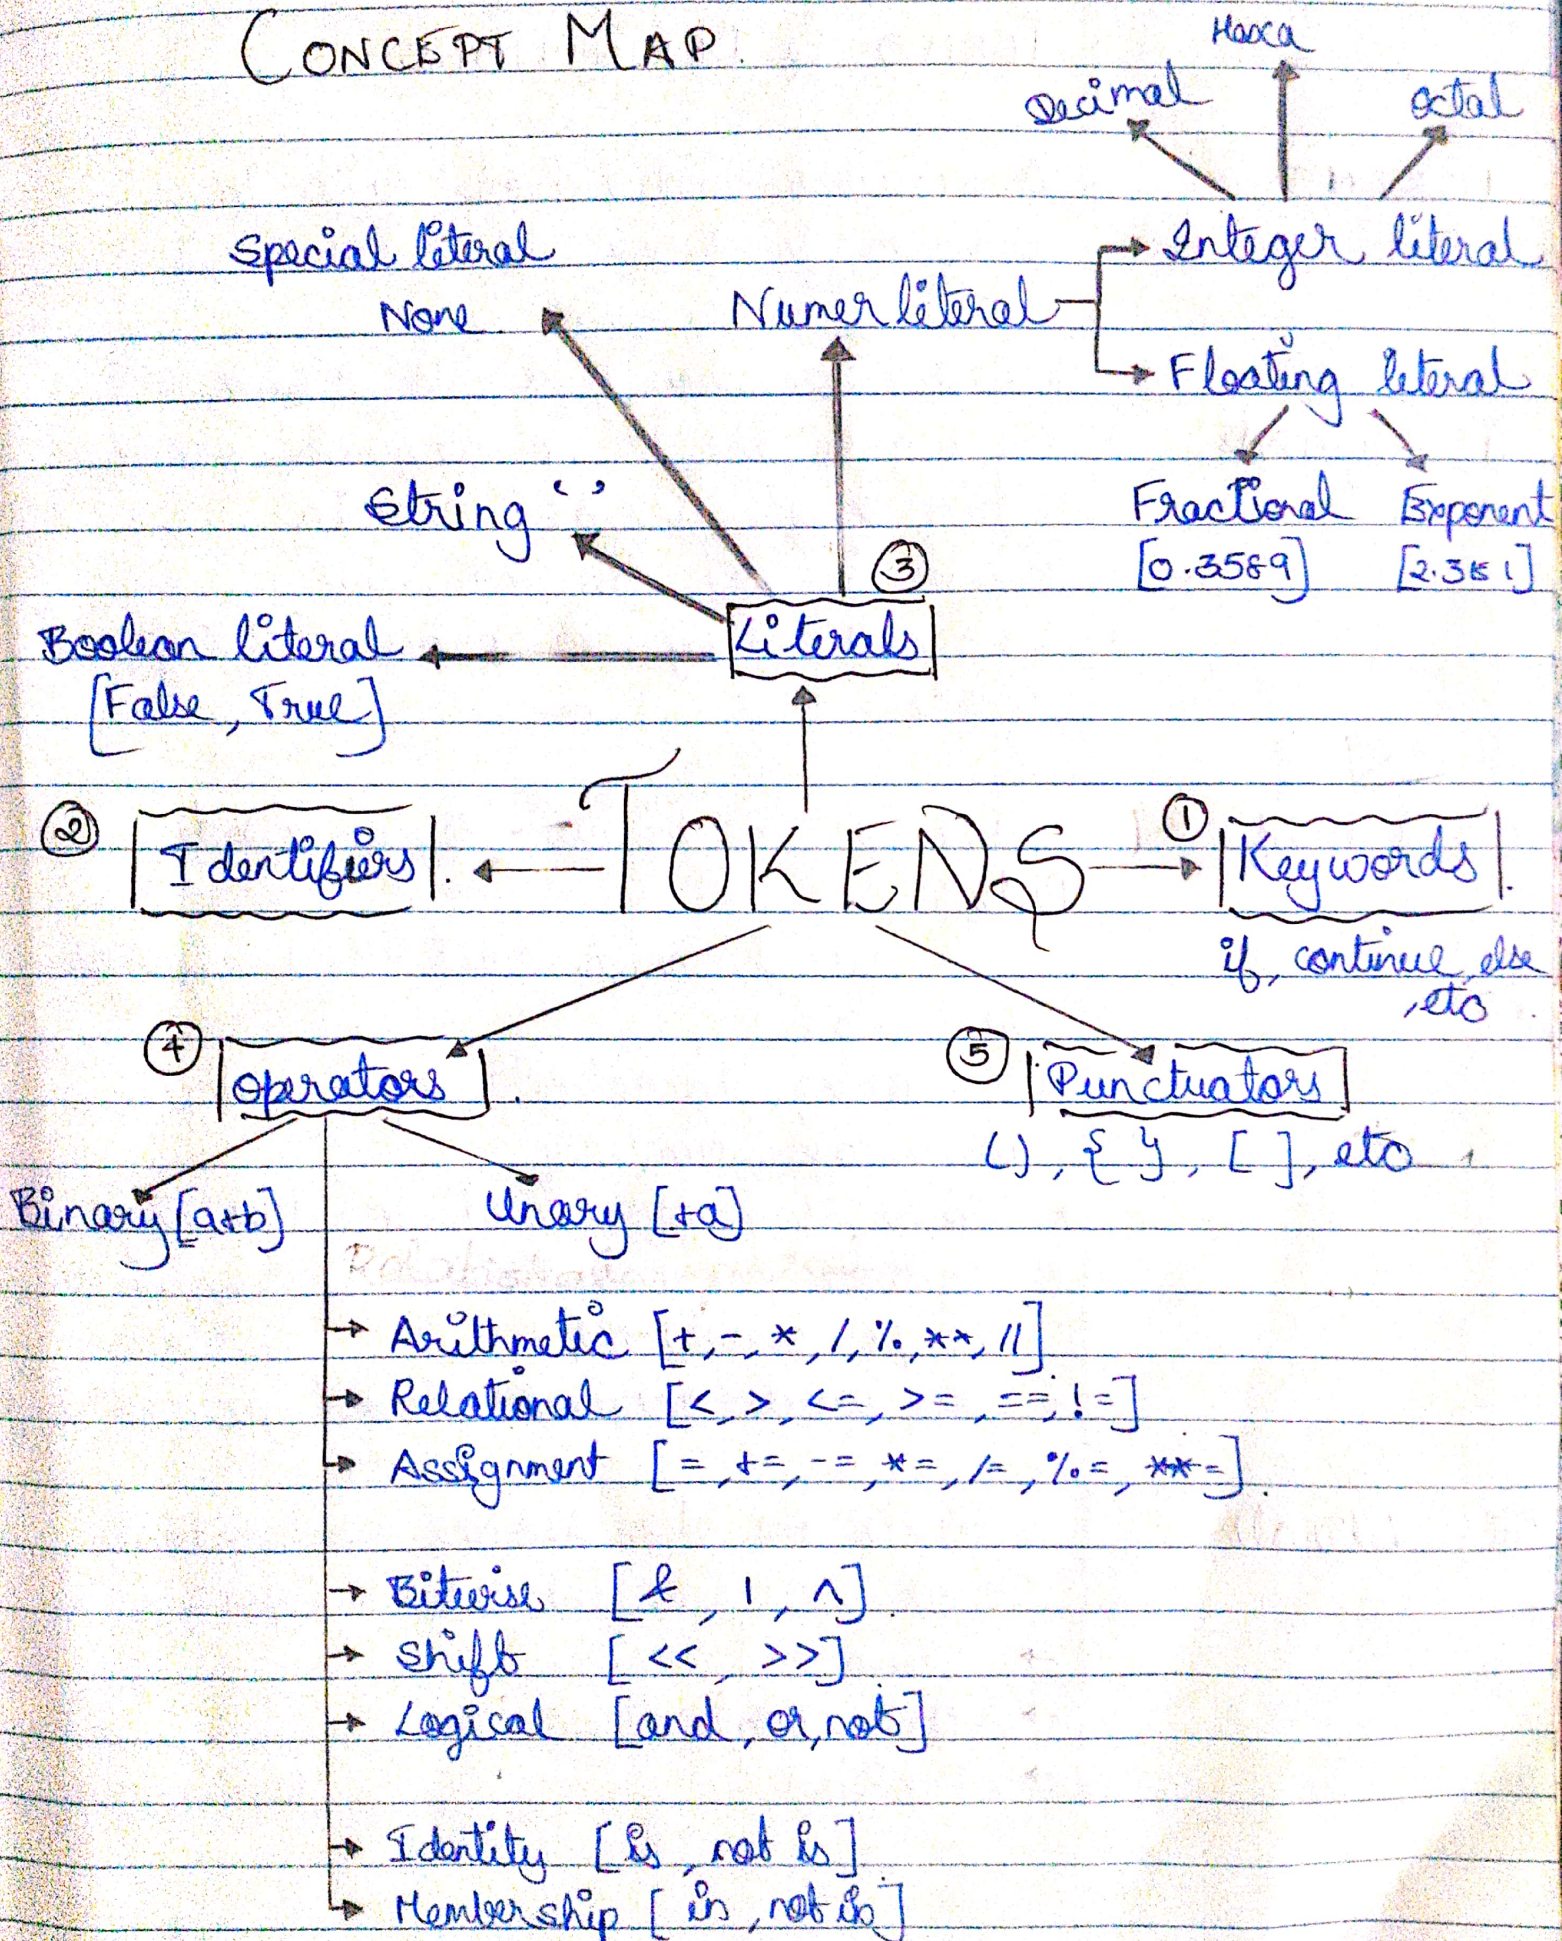 CONCEPT MAP.
Hexa
Decimal
Octal
Special literal
None
Integer literal
Numer literal
Floating literal
String ‘ ’
Fractional Exponent
[0.3589]
③
Literals
Boolean literal
[False, True]
② Identifiers. TOKENS ① Keywords.
if, continue, else
, etc
④ Operators. ⑤ Punctuators
(), { }, [ ], etc
Binary [a+b] Unary [+a]
Arithmetic [+, -, *, /, %, **, //]
Relational [<, >, <=, >=, ==, !=]
Assignment [=, +=, -=, *=, /=, %=, **=].
Bitwise [&, |, ^].
Shift [<<, >>]
Logical [and, or, not]
Identity [is, not is]
Membership [in, not in]